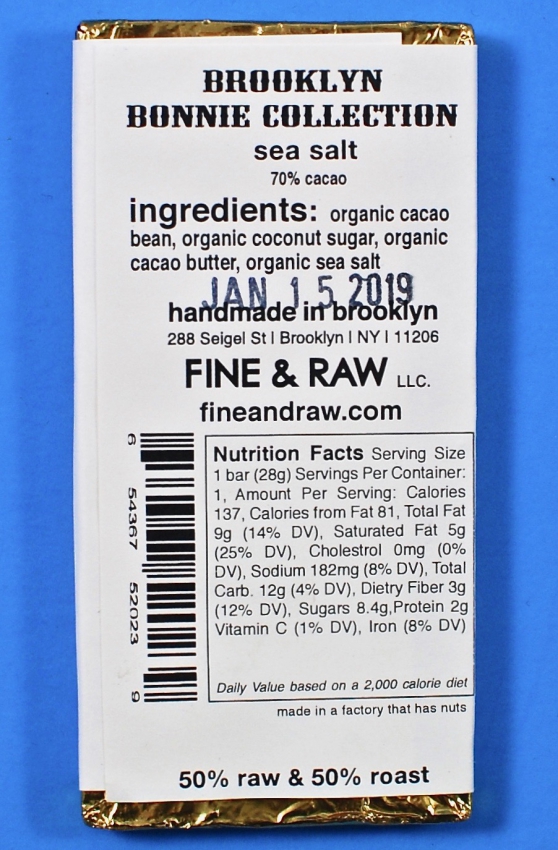 BROOKLYN
BONNIE COLLECTION
sea salt
70% cacao
ingredients: organic cacao
bean, organic coconut sugar, organic
cacao butter, organic sea salt
JAN 15 2019
handmade in brooklyn
288 Seigel St | Brooklyn | NY | 11206
FINE & RAW LLC.
fineandraw.com
6 54367 52023 9
Nutrition Facts Serving Size
1 bar (28g) Servings Per Container:
1, Amount Per Serving: Calories
137, Calories from Fat 81, Total Fat
9g (14% DV), Saturated Fat 5g
(25% DV), Cholestrol 0mg (0%
DV), Sodium 182mg (8% DV), Total
Carb. 12g (4% DV), Dietry Fiber 3g
(12% DV), Sugars 8.4g,Protein 2g
Vitamin C (1% DV), Iron (8% DV)
Daily Value based on a 2,000 calorie diet
made in a factory that has nuts
50% raw & 50% roast